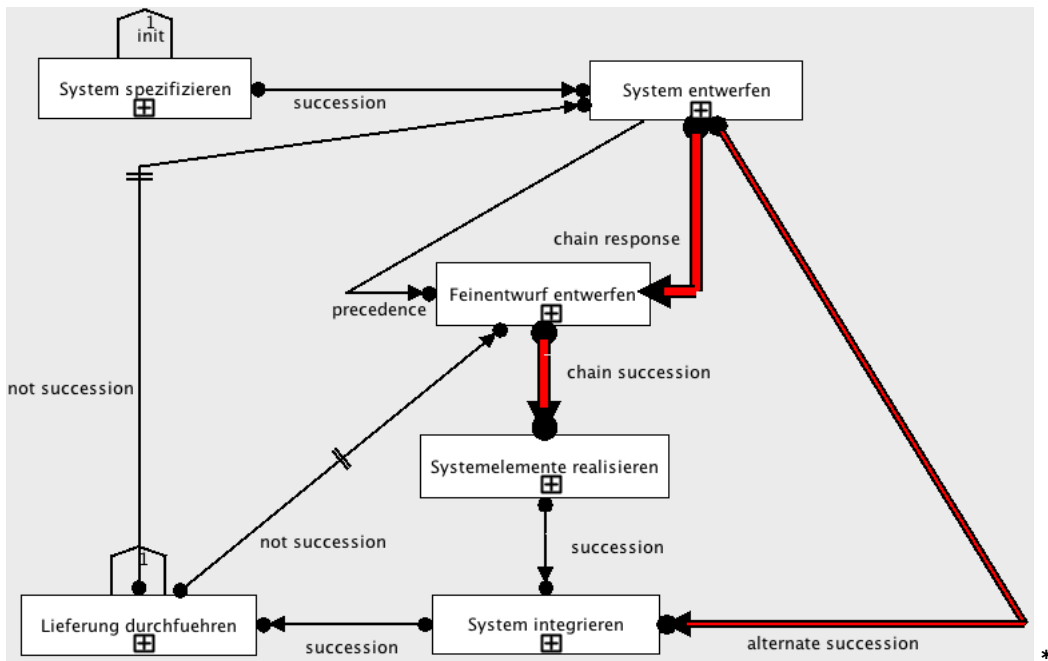 1
init
System spezifizieren
succession
System entwerfen
chain response
Feinentwurf entwerfen
precedence
not succession
chain succession
Systemelemente realisieren
not succession
succession
1
Lieferung durchfuehren
succession
System integrieren
alternate succession
*